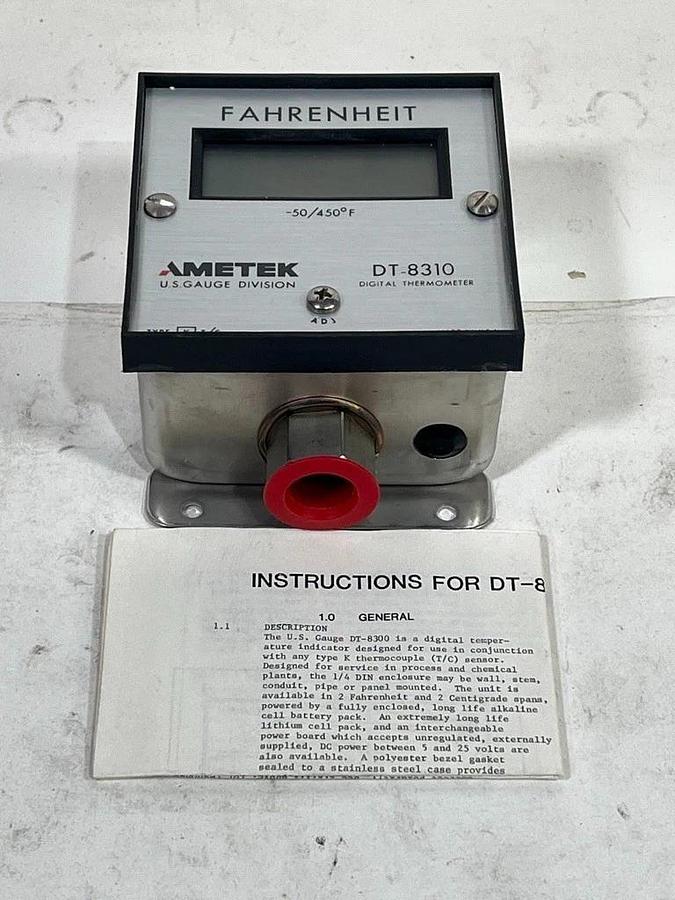 FAHRENHEIT
-50/450°F
AMETEK
U.S. GAUGE DIVISION
DT-8310
DIGITAL THERMOMETER
ADJ
TYPE K T/C
INSTRUCTIONS FOR DT-8
1.0 GENERAL
1.1 DESCRIPTION
The U.S. Gauge DT-8300 is a digital temper-
ature indicator designed for use in conjunction
with any type K thermocouple (T/C) sensor.
Designed for service in process and chemical
plants, the 1/4 DIN enclosure may be wall, stem,
conduit, pipe or panel mounted. The unit is
available in 2 Fahrenheit and 2 Centigrade spans,
powered by a fully enclosed, long life alkaline
cell battery pack. An extremely long life
lithium cell pack, and an interchangeable
power board which accepts unregulated, externally
supplied, DC power between 5 and 25 volts are
also available. A polyester bezel gasket
sealed to a stainless steel case provides